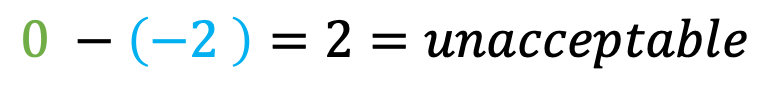 0 − (−2 ) = 2 = unacceptable